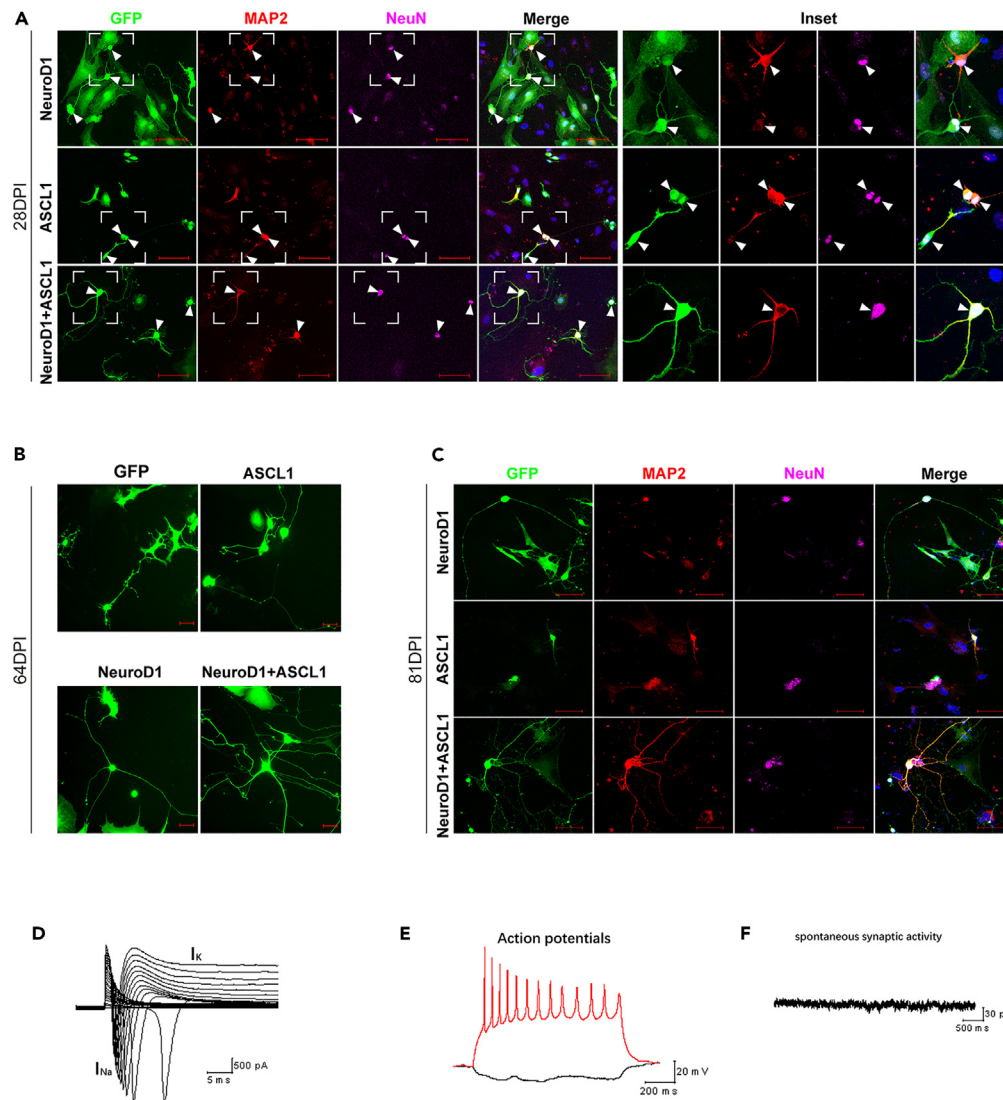 A
GFP MAP2 NeuN Merge Inset
28DPI
NeuroD1
ASCL1
NeuroD1+ASCL1
B
GFP ASCL1
64DPI
NeuroD1 NeuroD1+ASCL1
C
GFP MAP2 NeuN Merge
81DPI
NeuroD1
ASCL1
NeuroD1+ASCL1
D
IK
INa
500 pA
5 ms
E
Action potentials
20 mV
200 ms
F
spontaneous synaptic activity
30 p
500 ms